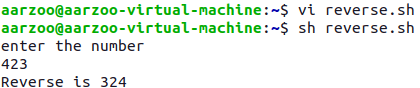 aarzoo@aarzoo-virtual-machine:~$ vi reverse.sh
aarzoo@aarzoo-virtual-machine:~$ sh reverse.sh
enter the number
423
Reverse is 324